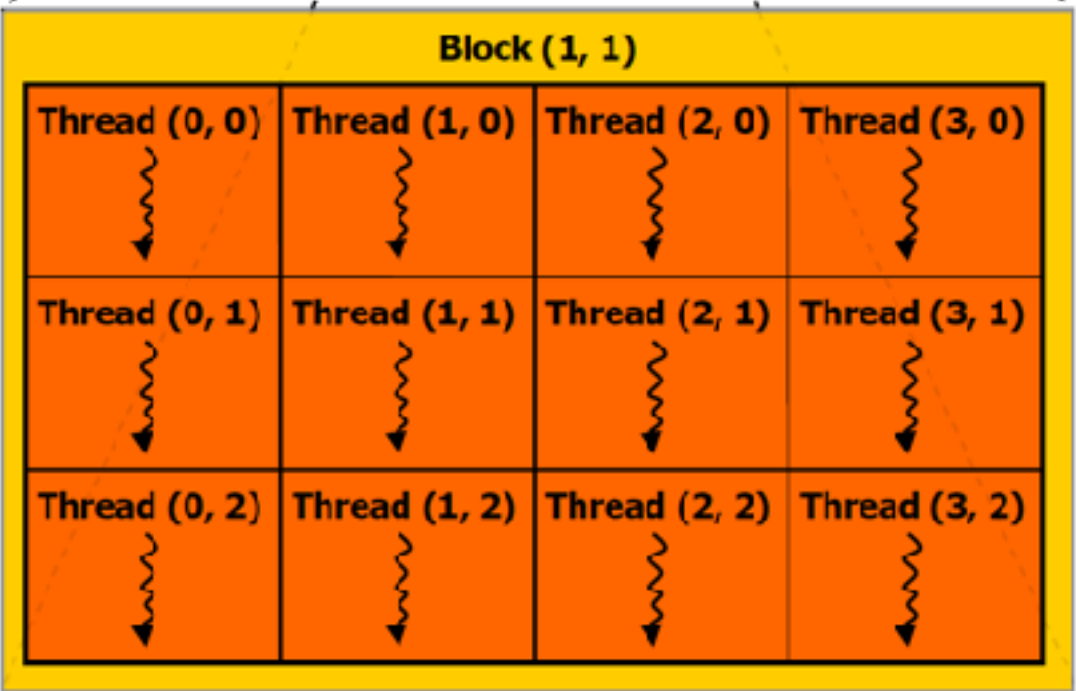 Block (1, 1)
Thread (0, 0) Thread (1, 0) Thread (2, 0) Thread (3, 0)
Thread (0, 1) Thread (1, 1) Thread (2, 1) Thread (3, 1)
Thread (0, 2) Thread (1, 2) Thread (2, 2) Thread (3, 2)